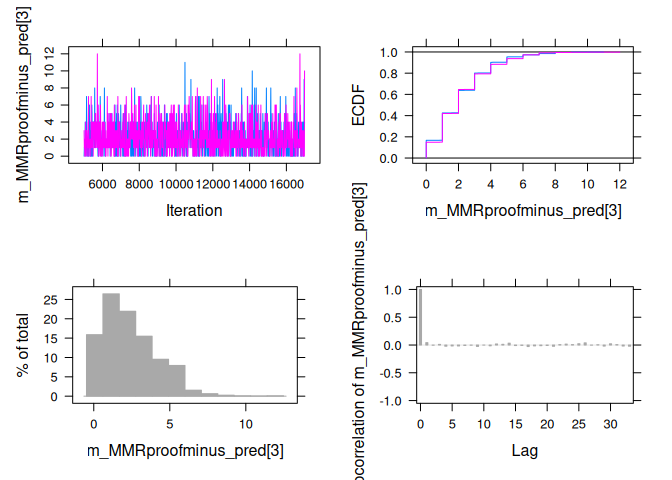 m_MMRproofminus_pred[3]
0 2 4 6 8 10 12
6000 8000 10000 12000 14000 16000
Iteration
ECDF
0.0 0.2 0.4 0.6 0.8 1.0
0 2 4 6 8 10 12
m_MMRproofminus_pred[3]
% of total
0 5 10 15 20 25
0 5 10
m_MMRproofminus_pred[3]
ocorrelation of m_MMRproofminus_pred[3]
-1.0 -0.5 0.0 0.5 1.0
0 5 10 15 20 25 30
Lag